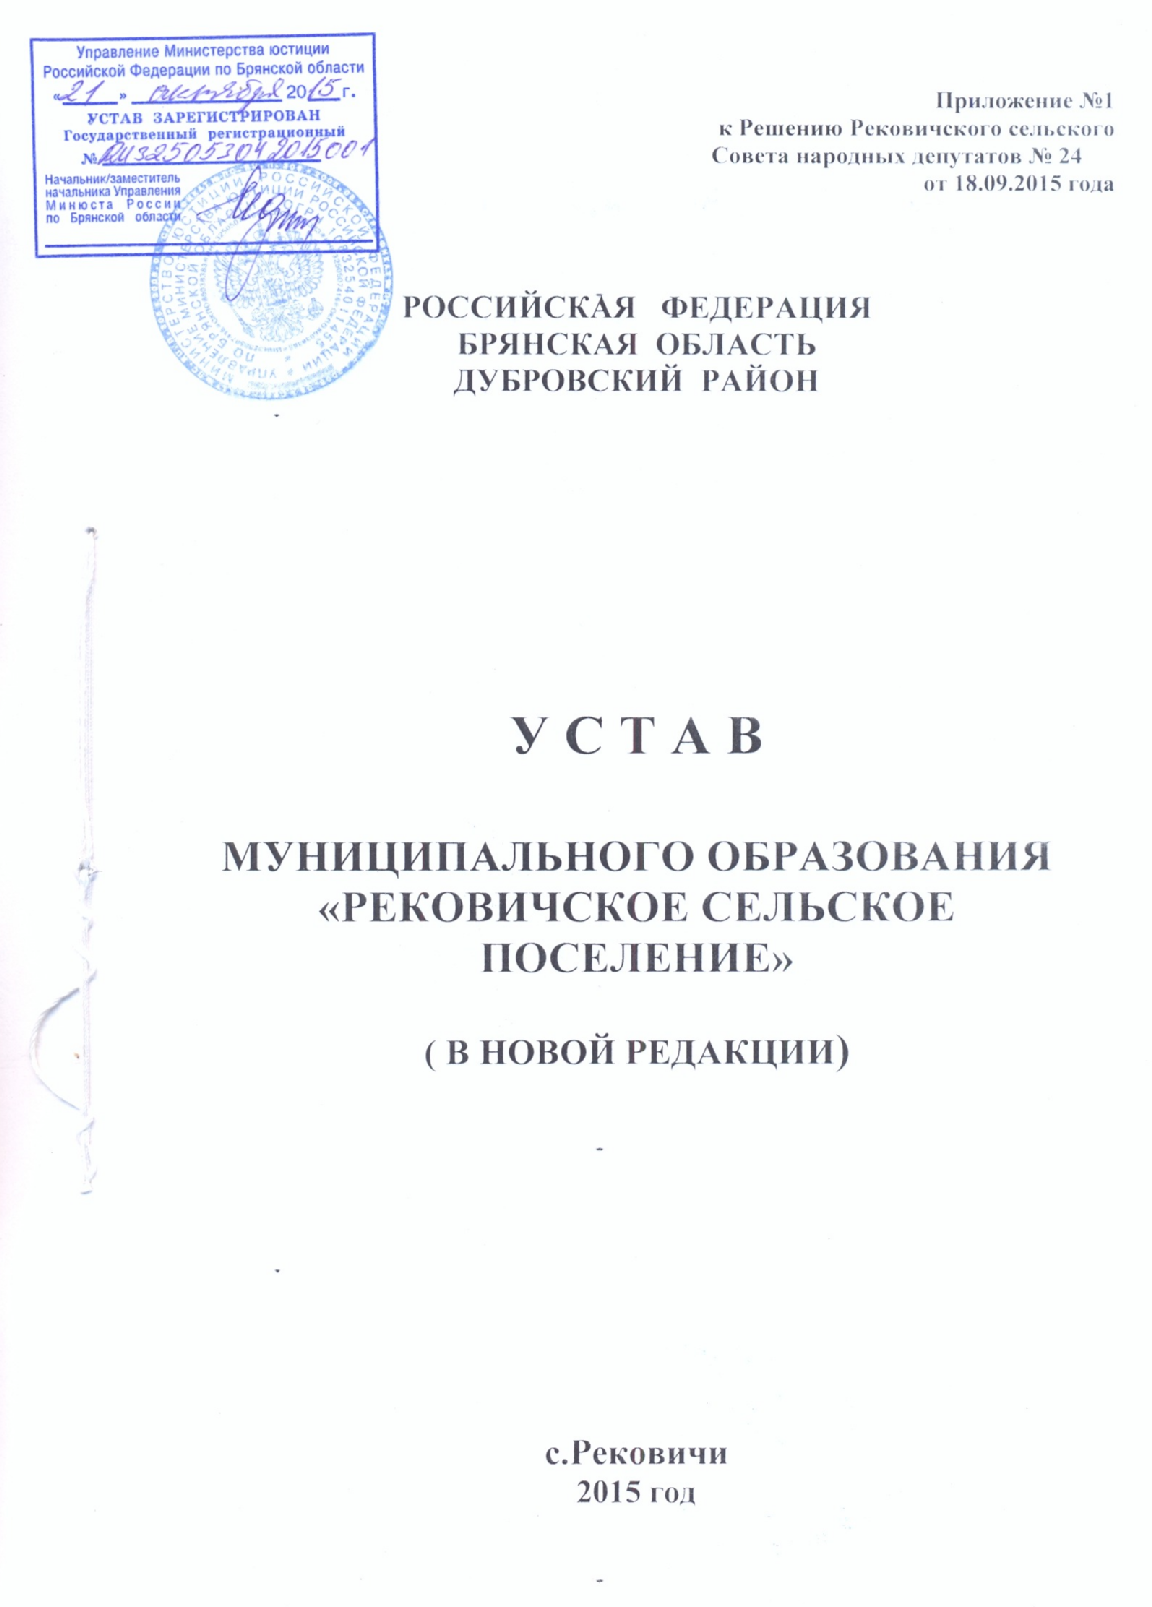 Управление Министерства юстиции
Российской Федерации по Брянской области
«21» октября 2015 г.
УСТАВ ЗАРЕГИСТРИРОВАН
Государственный регистрационный
№ RU325053042015001
Начальник/заместитель
начальника Управления
Минюста России
по Брянской области
Приложение №1
к Решению Рековичского сельского
Совета народных депутатов № 24
от 18.09.2015 года
РОССИЙСКАЯ ФЕДЕРАЦИЯ
БРЯНСКАЯ ОБЛАСТЬ
ДУБРОВСКИЙ РАЙОН
У С Т А В
МУНИЦИПАЛЬНОГО ОБРАЗОВАНИЯ
«РЕКОВИЧСКОЕ СЕЛЬСКОЕ
ПОСЕЛЕНИЕ»
( В НОВОЙ РЕДАКЦИИ)
с.Рековичи
2015 год